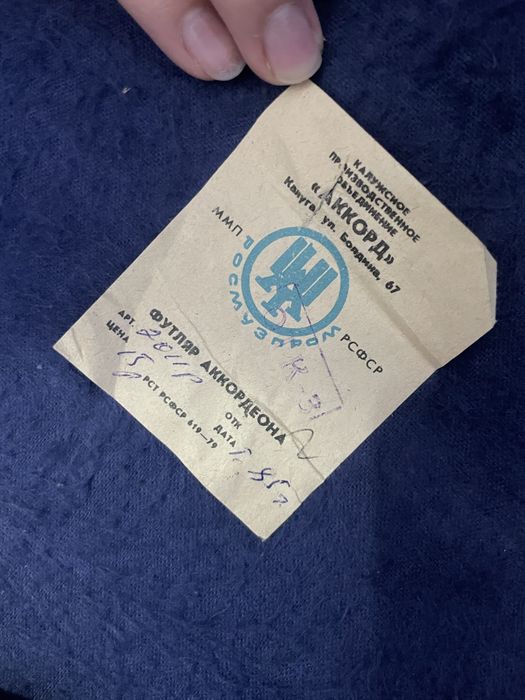 КАЛУЖСКОЕ
ПРОИЗВОДСТВЕННОЕ
ОБЪЕДИНЕНИЕ
«АККОРД»
Калуга, ул. Болдина, 67
ММП РОСМУЗПРОМ РСФСР
ФУТЛЯР АККОРДЕОНА
АРТ.
ОТК
ЦЕНА 15 р
ДАТА
РСТ РСФСР 619—79